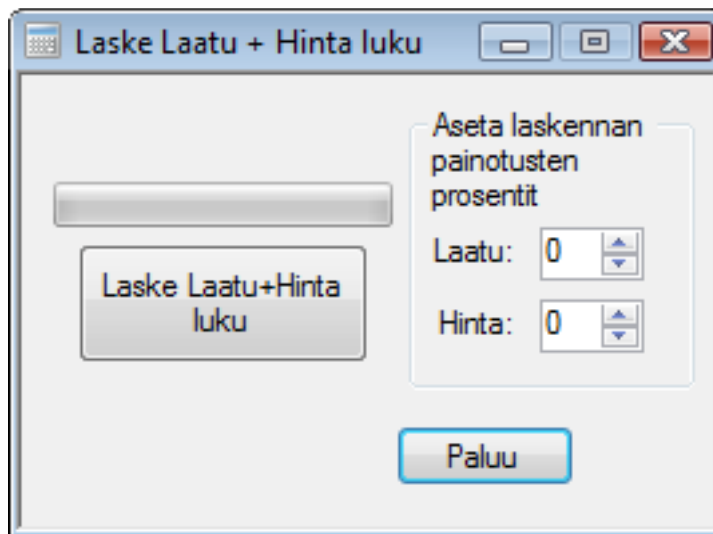 Laske Laatu + Hinta luku
Aseta laskennan
painotusten
prosentit
Laatu: 0
Hinta: 0
Laske Laatu+Hinta
luku
Paluu